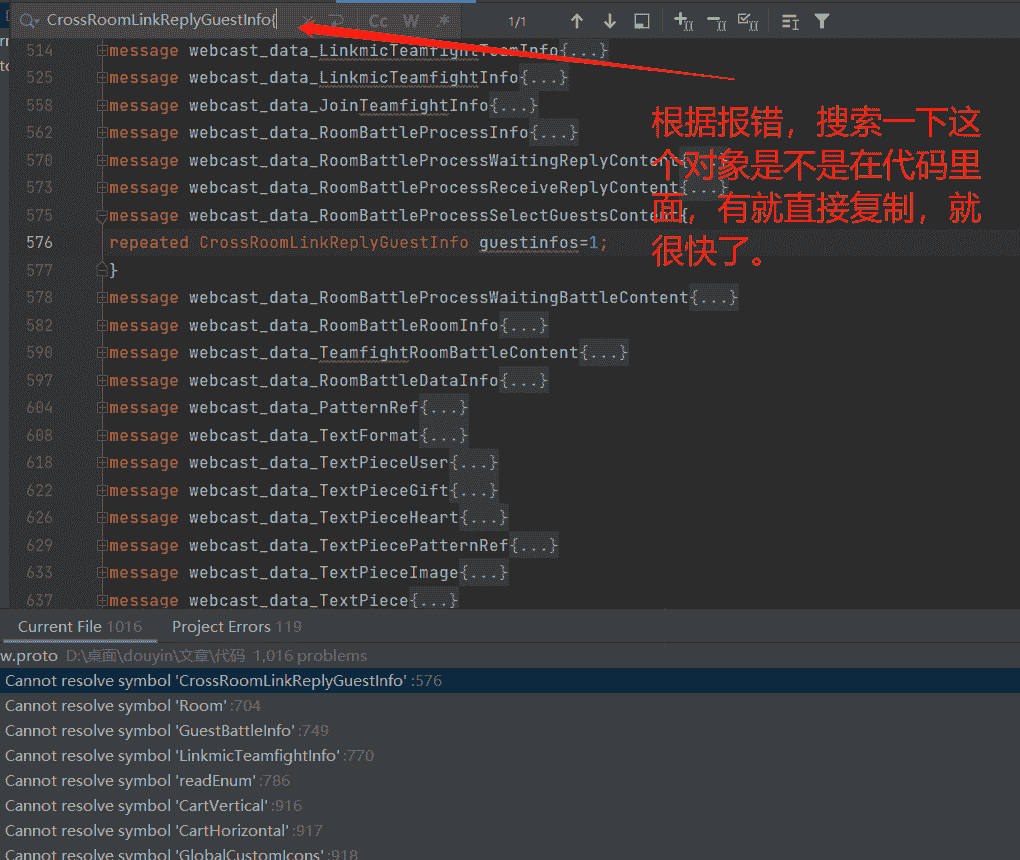 CrossRoomLinkReplyGuestInfo{ Cc W .* 1/1
514 message webcast_data_LinkmicTeamfightTeamInfo{...}
525 message webcast_data_LinkmicTeamfightInfo{...}
558 message webcast_data_JoinTeamfightInfo{...}
562 message webcast_data_RoomBattleProcessInfo{...}
570 message webcast_data_RoomBattleProcessWaitingReplyContent{...}
573 message webcast_data_RoomBattleProcessReceiveReplyContent{...}
575 message webcast_data_RoomBattleProcessSelectGuestsContent{
576 repeated CrossRoomLinkReplyGuestInfo guestinfos=1;
577 }
578 message webcast_data_RoomBattleProcessWaitingBattleContent{...}
582 message webcast_data_RoomBattleRoomInfo{...}
590 message webcast_data_TeamfightRoomBattleContent{...}
597 message webcast_data_RoomBattleDataInfo{...}
604 message webcast_data_PatternRef{...}
608 message webcast_data_TextFormat{...}
618 message webcast_data_TextPieceUser{...}
622 message webcast_data_TextPieceGift{...}
626 message webcast_data_TextPieceHeart{...}
629 message webcast_data_TextPiecePatternRef{...}
633 message webcast_data_TextPieceImage{...}
637 message webcast_data_TextPiece{...}
根据报错，搜索一下这
个对象是不是在代码里
面，有就直接复制，就
很快了。
Current File 1016 Project Errors 119
w.proto D:\桌面\douyin\文章\代码 1,016 problems
Cannot resolve symbol 'CrossRoomLinkReplyGuestInfo' :576
Cannot resolve symbol 'Room' :704
Cannot resolve symbol 'GuestBattleInfo' :749
Cannot resolve symbol 'LinkmicTeamfightInfo' :770
Cannot resolve symbol 'readEnum' :786
Cannot resolve symbol 'CartVertical' :916
Cannot resolve symbol 'CartHorizontal' :917
Cannot resolve symbol 'GlobalCustomIcons' :918